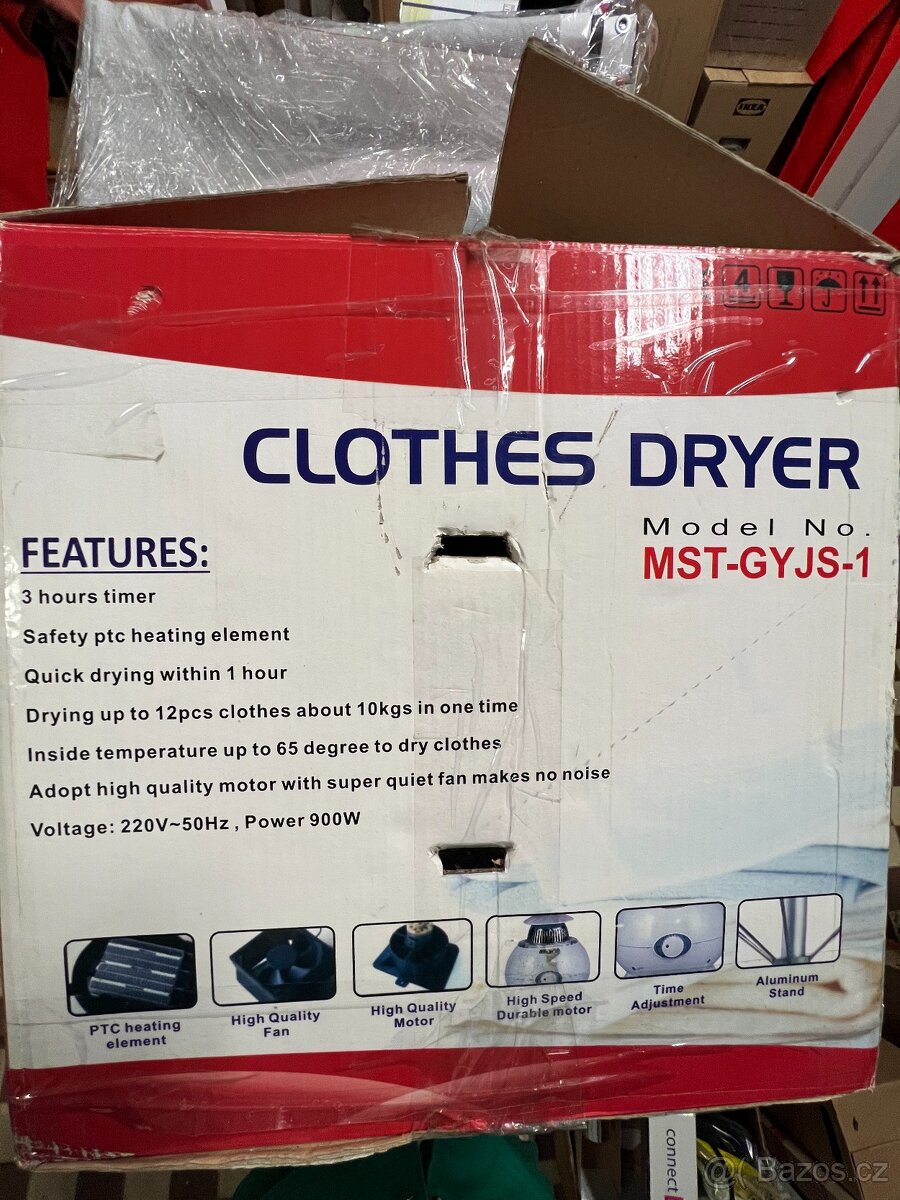 IKEA
4
CLOTHES DRYER
Model No.
MST-GYJS-1
FEATURES:
3 hours timer
Safety ptc heating element
Quick drying within 1 hour
Drying up to 12pcs clothes about 10kgs in one time
Inside temperature up to 65 degree to dry clothes
Adopt high quality motor with super quiet fan makes no noise
Voltage: 220V~50Hz , Power 900W
PTC heating
element
High Quality
Fan
High Quality
Motor
High Speed
Durable motor
Time
Adjustment
Aluminum
Stand
connect
@ Bazos.cz